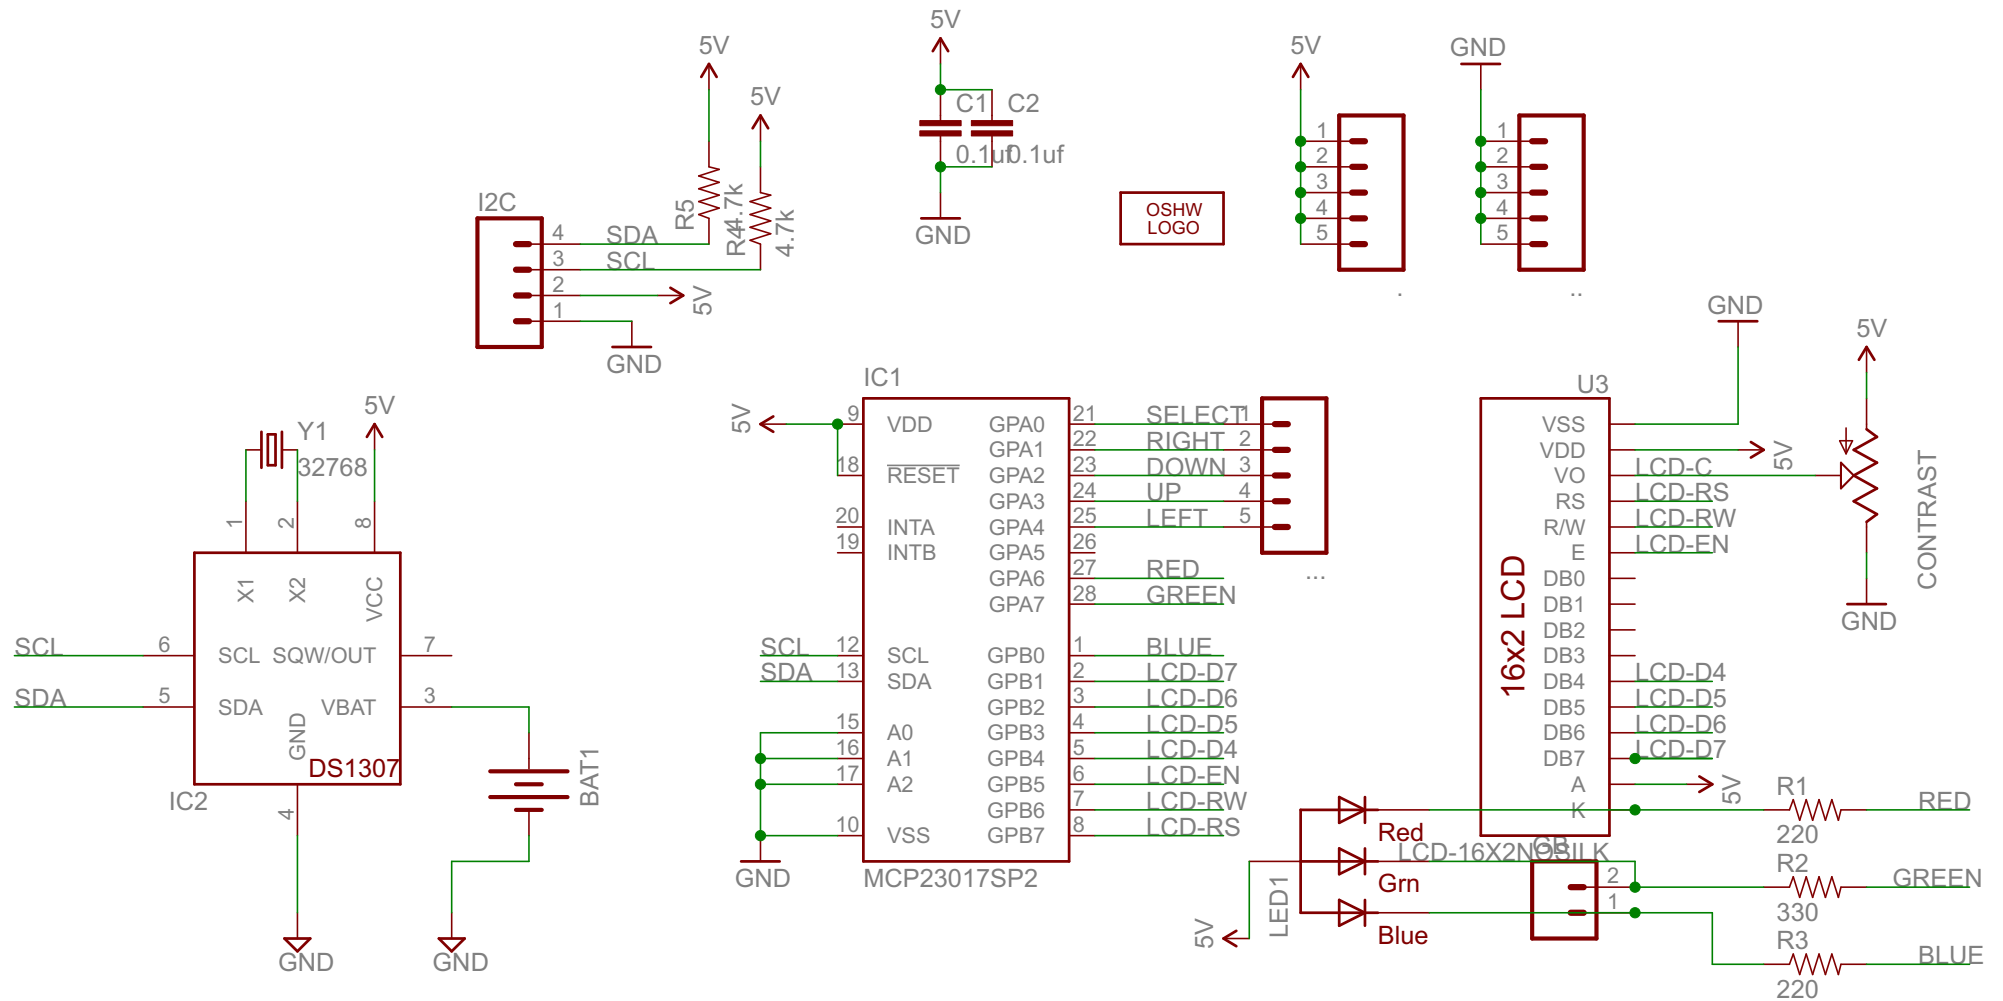 5V
C1 C2
0.1uf 0.1uf
GND
5V
5V
R5
4.7k
R4
4.7k
I2C
4 SDA
3 SCL
2
5V
1
GND
OSHW
LOGO
5V
1
2
3
4
5
.
GND
1
2
3
4
5
..
5V
Y1
32768
1
2
8
X1
X2
VCC
SCL 6 SCL SQW/OUT 7
SDA 5 SDA VBAT 3
GND
DS1307
IC2
4
GND
BAT1
GND
IC1
5V
9 VDD GPA0 21 SELECT 1
GPA1 22 RIGHT 2
18 RESET GPA2 23 DOWN 3
GPA3 24 UP 4
20 INTA GPA4 25 LEFT 5
19 INTB GPA5 26
...
GPA6 27 RED
GPA7 28 GREEN
SCL 12 SCL GPB0 1 BLUE
SDA 13 SDA GPB1 2 LCD-D7
GPB2 3 LCD-D6
15 A0 GPB3 4 LCD-D5
16 A1 GPB4 5 LCD-D4
17 A2 GPB5 6 LCD-EN
GPB6 7 LCD-RW
10 VSS GPB7 8 LCD-RS
GND
MCP23017SP2
GND
U3
VSS
VDD
5V
VO LCD-C
RS LCD-RS
R/W LCD-RW
E LCD-EN
DB0
DB1
DB2
DB3
DB4 LCD-D4
DB5 LCD-D5
DB6 LCD-D6
DB7 LCD-D7
A
5V
K
16x2 LCD
5V
CONTRAST
GND
LCD-16X2NOSILK
GB
2
1
Red
Grn
Blue
LED1
5V
R1
220
RED
R2
330
GREEN
R3
220
BLUE